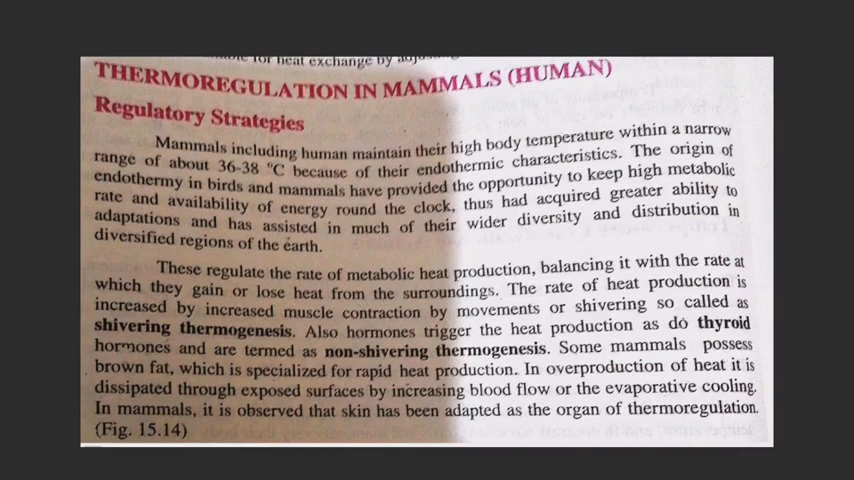 for heat exchange by
THERMOREGULATION IN MAMMALS (HUMAN)
Regulatory Strategies
Mammals including human maintain their high body temperature within a narrow
range of about 36-38 °C because of their endothermic characteristics. The origin of
endothermy in birds and mammals have provided the opportunity to keep high metabolic
rate and availability of energy round the clock, thus had acquired greater ability to
adaptations and has assisted in much of their wider diversity and distribution in
diversified regions of the earth.
These regulate the rate of metabolic heat production, balancing it with the rate at
which they gain or lose heat from the surroundings. The rate of heat production is
increased by increased muscle contraction by movements or shivering so called as
shivering thermogenesis. Also hormones trigger the heat production as do thyroid
hormones and are termed as non-shivering thermogenesis. Some mammals possess
brown fat, which is specialized for rapid heat production. In overproduction of heat it is
dissipated through exposed surfaces by increasing blood flow or the evaporative cooling.
In mammals, it is observed that skin has been adapted as the organ of thermoregulation.
(Fig. 15.14)